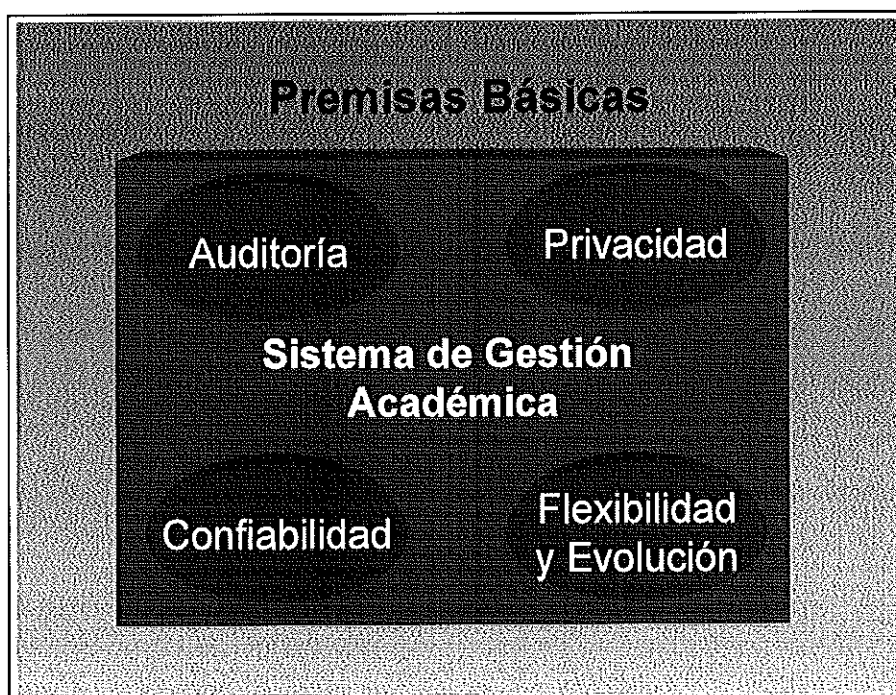 Premisas Básicas
Auditoría
Privacidad
Sistema de Gestión
Académica
Confiabilidad
Flexibilidad
y Evolución